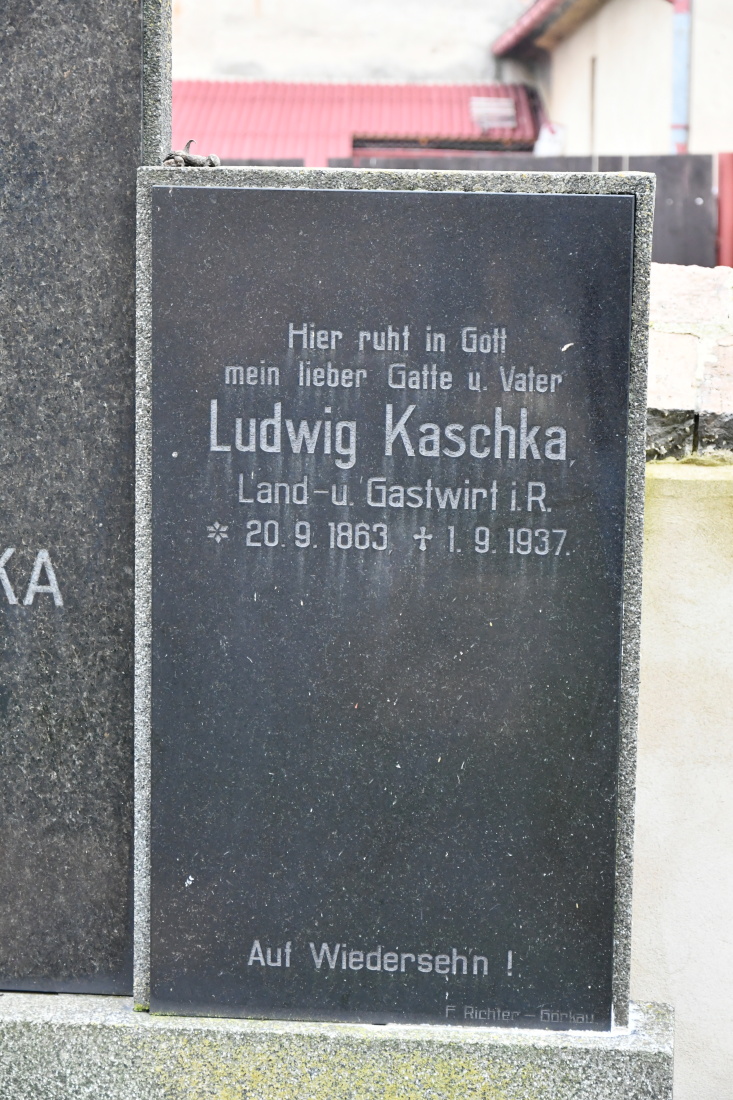 Hier ruht in Gott
mein lieber Gatte u. Vater
Ludwig Kaschka,
Land-u. Gastwirt i.R.
* 20. 9. 1863. ✝ 1. 9. 1937.
Auf Wiedersehn !
F. Richter – Görkau
KA